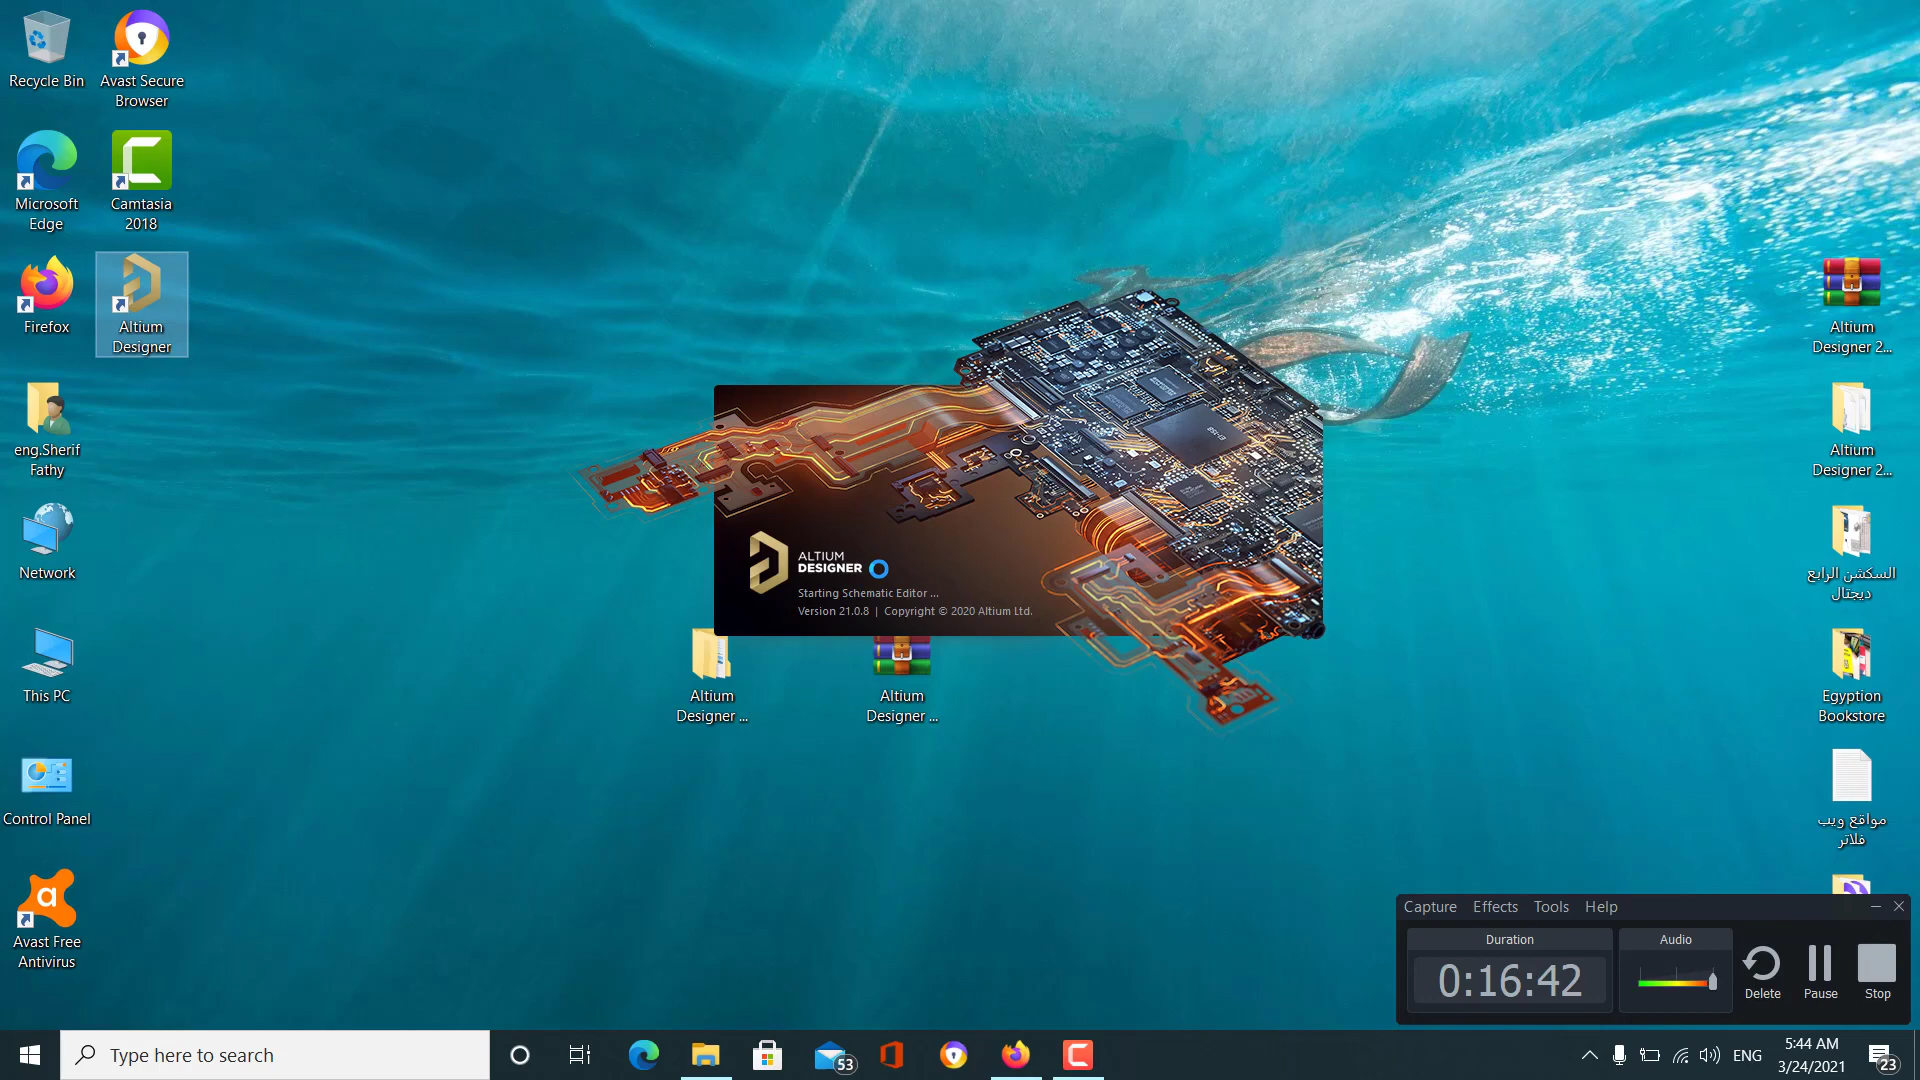 Recycle Bin
Avast Secure
Browser
Microsoft
Edge
Camtasia
2018
Firefox
Altium
Designer
eng.Sherif
Fathy
Network
This PC
Control Panel
Avast Free
Antivirus
ALTIUM
DESIGNER
Starting Schematic Editor ...
Version 21.0.8 | Copyright © 2020 Altium Ltd.
Altium
Designer ...
Altium
Designer ...
Altium
Designer 2...
Altium
Designer 2...
السكشن الرابع
ديجتال
Egyption
Bookstore
مواقع ويب
فلاتر
Capture Effects Tools Help
Duration
0:16:42
Audio
Delete
Pause
Stop
Type here to search
53
ENG
5:44 AM
3/24/2021
23